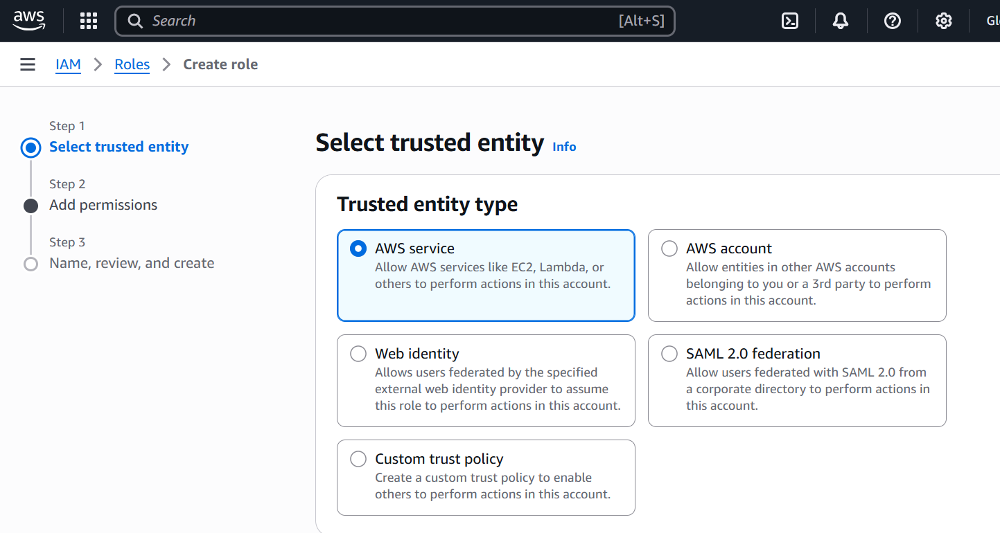 aws
Search [Alt+S]
IAM Roles Create role
Step 1
Select trusted entity
Step 2
Add permissions
Step 3
Name, review, and create
Select trusted entity Info
Trusted entity type
AWS service
Allow AWS services like EC2, Lambda, or
others to perform actions in this account.
AWS account
Allow entities in other AWS accounts
belonging to you or a 3rd party to perform
actions in this account.
Web identity
Allows users federated by the specified
external web identity provider to assume
this role to perform actions in this account.
SAML 2.0 federation
Allow users federated with SAML 2.0 from
a corporate directory to perform actions in
this account.
Custom trust policy
Create a custom trust policy to enable
others to perform actions in this account.